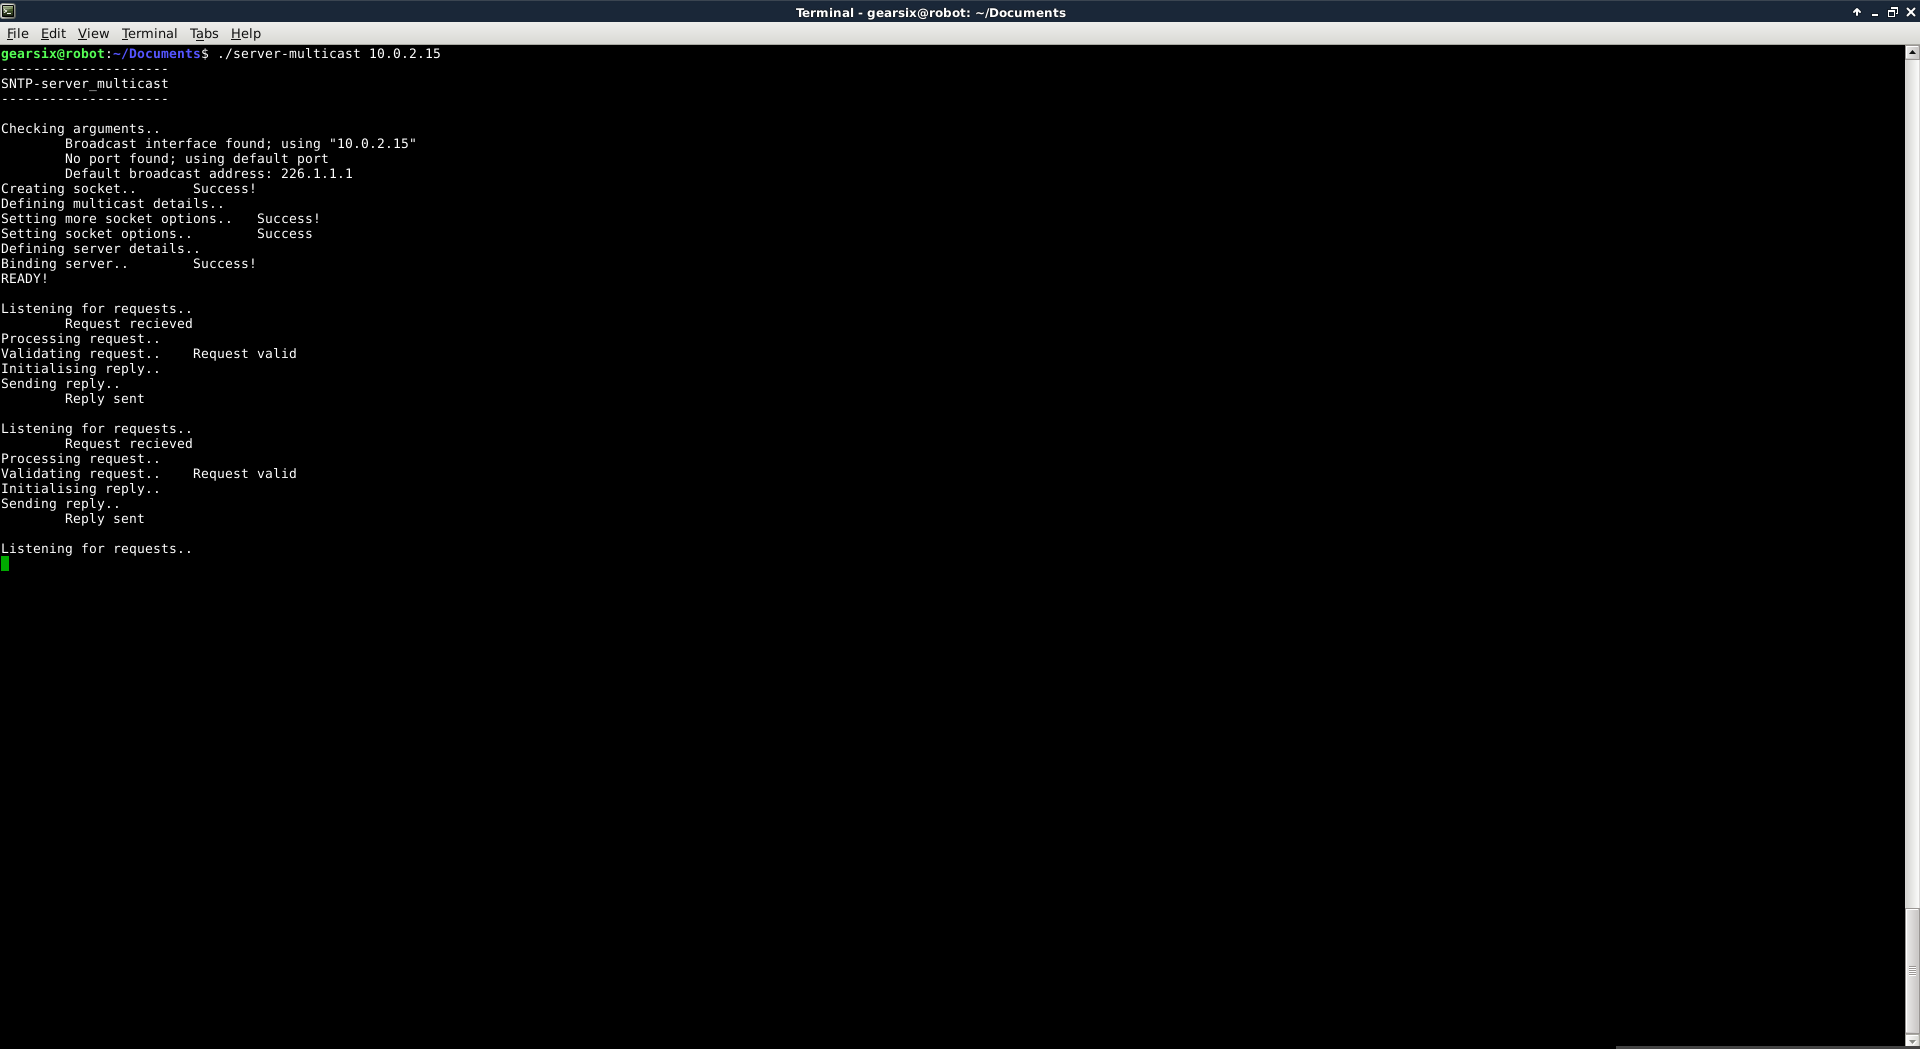 Terminal - gearsix@robot: ~/Documents
File Edit View Terminal Tabs Help
gearsix@robot:~/Documents$ ./server-multicast 10.0.2.15
---------------------
SNTP-server_multicast
---------------------
Checking arguments..
Broadcast interface found; using "10.0.2.15"
No port found; using default port
Default broadcast address: 226.1.1.1
Creating socket.. Success!
Defining multicast details..
Setting more socket options.. Success!
Setting socket options.. Success
Defining server details..
Binding server.. Success!
READY!
Listening for requests..
Request recieved
Processing request..
Validating request.. Request valid
Initialising reply..
Sending reply..
Reply sent
Listening for requests..
Request recieved
Processing request..
Validating request.. Request valid
Initialising reply..
Sending reply..
Reply sent
Listening for requests..